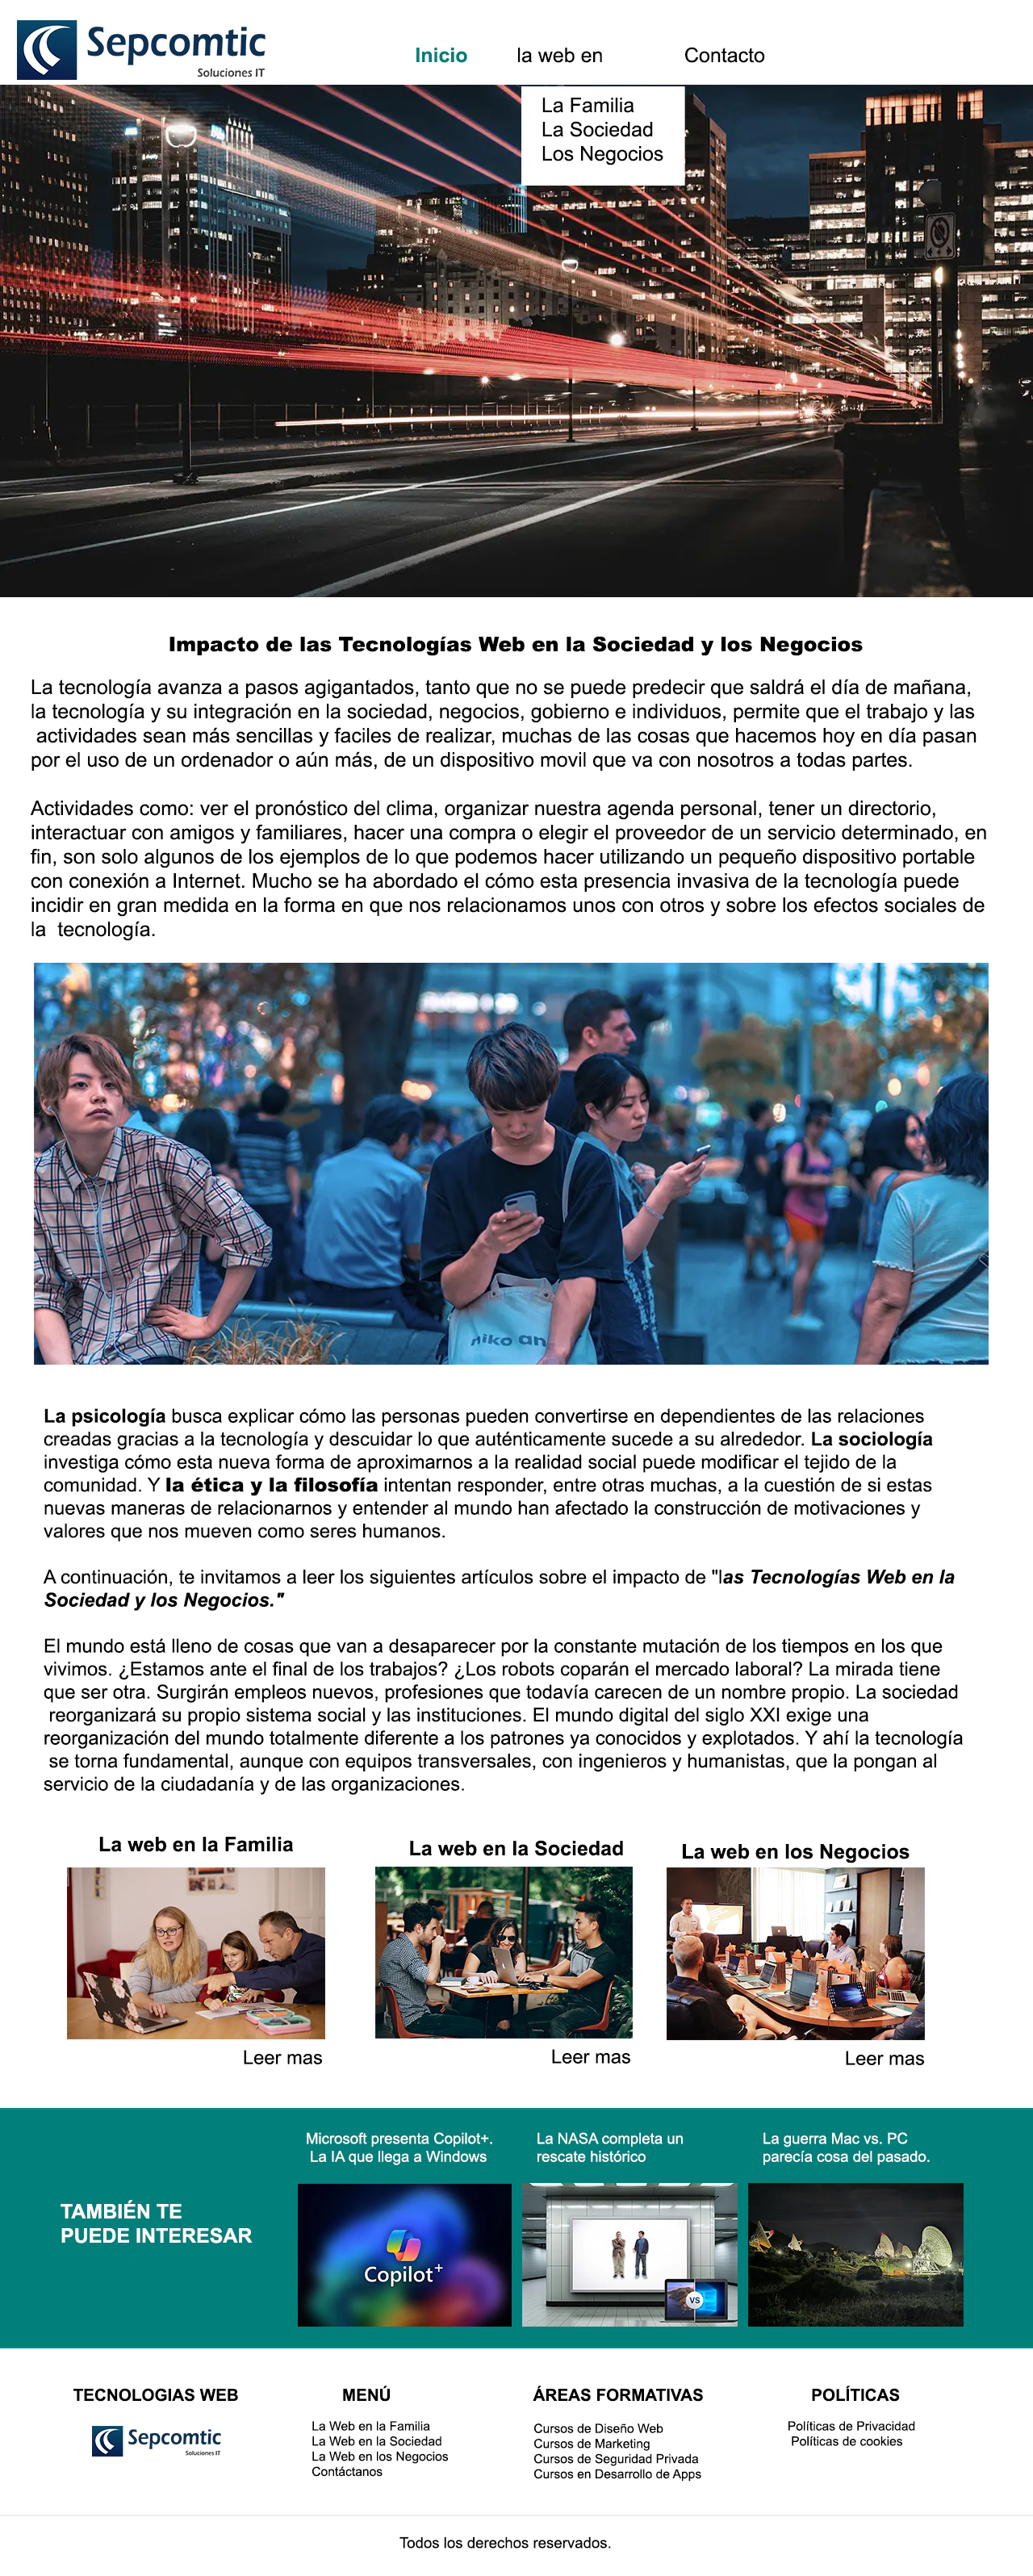 Sepcomtic
Soluciones IT
Inicio
la web en
Contacto
La Familia
La Sociedad
Los Negocios
Impacto de las Tecnologías Web en la Sociedad y los Negocios
La tecnología avanza a pasos agigantados, tanto que no se puede predecir que saldrá el día de mañana,
la tecnología y su integración en la sociedad, negocios, gobierno e individuos, permite que el trabajo y las
actividades sean más sencillas y faciles de realizar, muchas de las cosas que hacemos hoy en día pasan
por el uso de un ordenador o aún más, de un dispositivo movil que va con nosotros a todas partes.
Actividades como: ver el pronóstico del clima, organizar nuestra agenda personal, tener un directorio,
interactuar con amigos y familiares, hacer una compra o elegir el proveedor de un servicio determinado, en
fin, son solo algunos de los ejemplos de lo que podemos hacer utilizando un pequeño dispositivo portable
con conexión a Internet. Mucho se ha abordado el cómo esta presencia invasiva de la tecnología puede
incidir en gran medida en la forma en que nos relacionamos unos con otros y sobre los efectos sociales de
la tecnología.
niko an
La psicología busca explicar cómo las personas pueden convertirse en dependientes de las relaciones
creadas gracias a la tecnología y descuidar lo que auténticamente sucede a su alrededor. La sociología
investiga cómo esta nueva forma de aproximarnos a la realidad social puede modificar el tejido de la
comunidad. Y la ética y la filosofía intentan responder, entre otras muchas, a la cuestión de si estas
nuevas maneras de relacionarnos y entender al mundo han afectado la construcción de motivaciones y
valores que nos mueven como seres humanos.
A continuación, te invitamos a leer los siguientes artículos sobre el impacto de "las Tecnologías Web en la
Sociedad y los Negocios."
El mundo está lleno de cosas que van a desaparecer por la constante mutación de los tiempos en los que
vivimos. ¿Estamos ante el final de los trabajos? ¿Los robots coparán el mercado laboral? La mirada tiene
que ser otra. Surgirán empleos nuevos, profesiones que todavía carecen de un nombre propio. La sociedad
reorganizará su propio sistema social y las instituciones. El mundo digital del siglo XXI exige una
reorganización del mundo totalmente diferente a los patrones ya conocidos y explotados. Y ahí la tecnología
se torna fundamental, aunque con equipos transversales, con ingenieros y humanistas, que la pongan al
servicio de la ciudadanía y de las organizaciones.
La web en la Familia
La web en la Sociedad
La web en los Negocios
Leer mas
Leer mas
Leer mas
TAMBIÉN TE
PUEDE INTERESAR
Microsoft presenta Copilot+.
La IA que llega a Windows
Copilot+
La NASA completa un
rescate histórico
VS
La guerra Mac vs. PC
parecía cosa del pasado.
TECNOLOGIAS WEB
Sepcomtic
Soluciones IT
MENÚ
La Web en la Familia
La Web en la Sociedad
La Web en los Negocios
Contáctanos
ÁREAS FORMATIVAS
Cursos de Diseño Web
Cursos de Marketing
Cursos de Seguridad Privada
Cursos en Desarrollo de Apps
POLÍTICAS
Políticas de Privacidad
Políticas de cookies
Todos los derechos reservados.